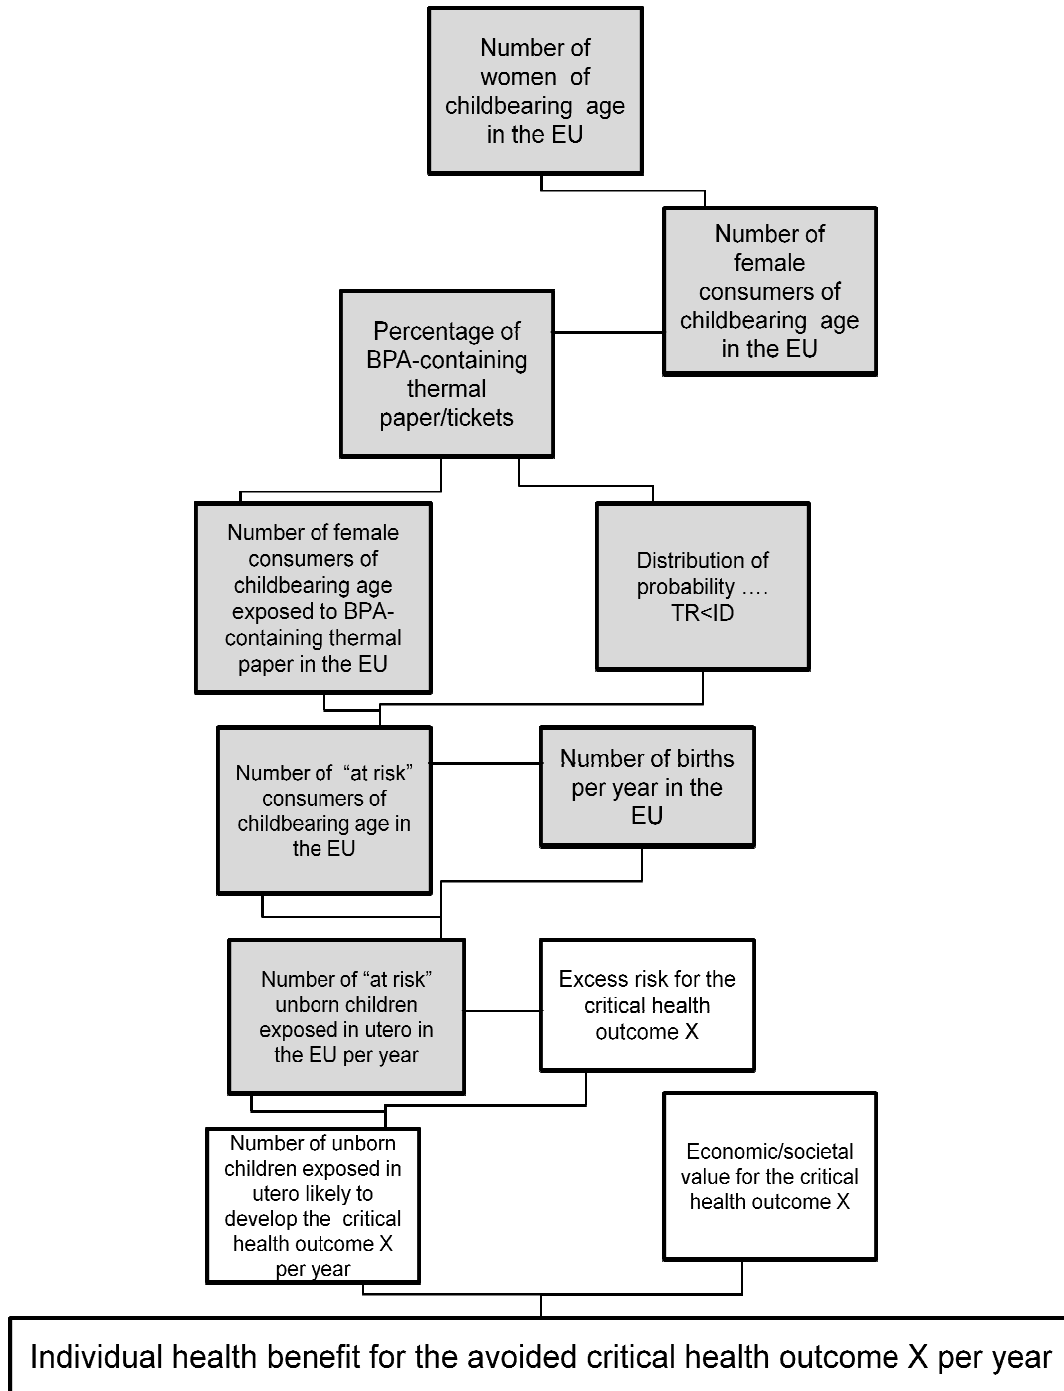 Number of
women of
childbearing age
in the EU
Number of
female
consumers of
childbearing age
in the EU
Percentage of
BPA-containing
thermal
paper/tickets
Number of female
consumers of
childbearing age
exposed to BPA-
containing thermal
paper in the EU
Distribution of
probability ....
TR<ID
Number of "at risk"
consumers of
childbearing age in
the EU
Number of births
per year in the
EU
Number of "at risk"
unborn children
exposed in utero in
the EU per year
Excess risk for the
critical health
outcome X
Number of unborn
children exposed in
utero likely to
develop the critical
health outcome X
per year
Economic/societal
value for the critical
health outcome X
Individual health benefit for the avoided critical health outcome X per year